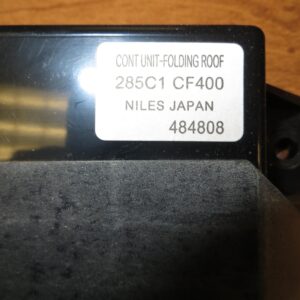 CONT UNIT-FOLDING ROOF
285C1 CF400
NILES JAPAN
484808